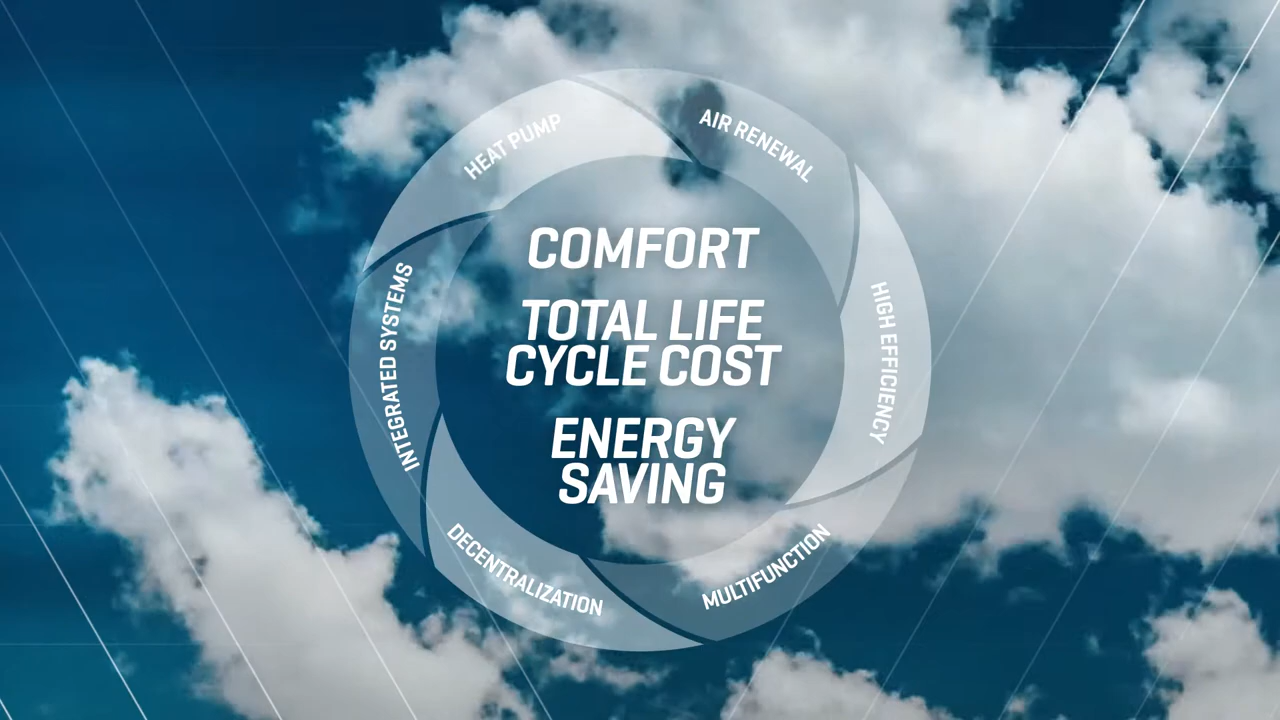 HEAT PUMP
AIR RENEWAL
HIGH EFFICIENCY
MULTIFUNCTION
DECENTRALIZATION
INTEGRATED SYSTEMS
COMFORT
TOTAL LIFE
CYCLE COST
ENERGY
SAVING